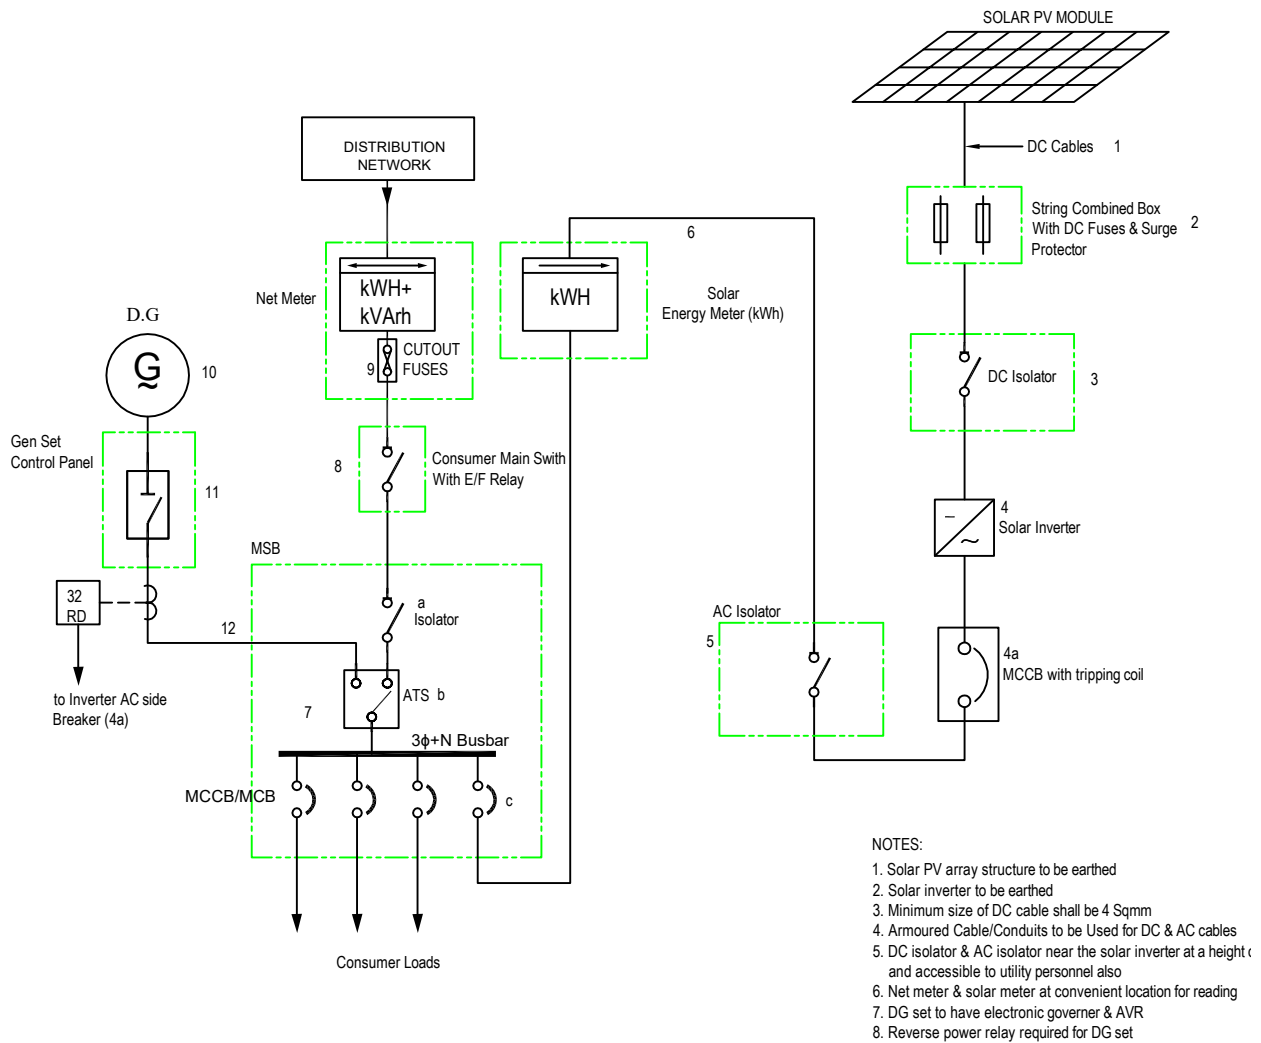 SOLAR PV MODULE
DC Cables 1
DISTRIBUTION
NETWORK
String Combined Box
With DC Fuses & Surge 2
Protector
6
kWH+
kVArh
Net Meter
kWH
Solar
Energy Meter (kWh)
D.G
G
10
CUTOUT
FUSES
9
DC Isolator
3
Gen Set
Control Panel
11
8
Consumer Main Swith
With E/F Relay
4
Solar Inverter
MSB
32
RD
12
a
Isolator
AC Isolator
5
4a
MCCB with tripping coil
to Inverter AC side
Breaker (4a)
7
ATS b
3ϕ+N Busbar
MCCB/MCB
c
Consumer Loads
NOTES:
1. Solar PV array structure to be earthed
2. Solar inverter to be earthed
3. Minimum size of DC cable shall be 4 Sqmm
4. Armoured Cable/Conduits to be Used for DC & AC cables
5. DC isolator & AC isolator near the solar inverter at a height
and accessible to utility personnel also
6. Net meter & solar meter at convenient location for reading
7. DG set to have electronic governer & AVR
8. Reverse power relay required for DG set